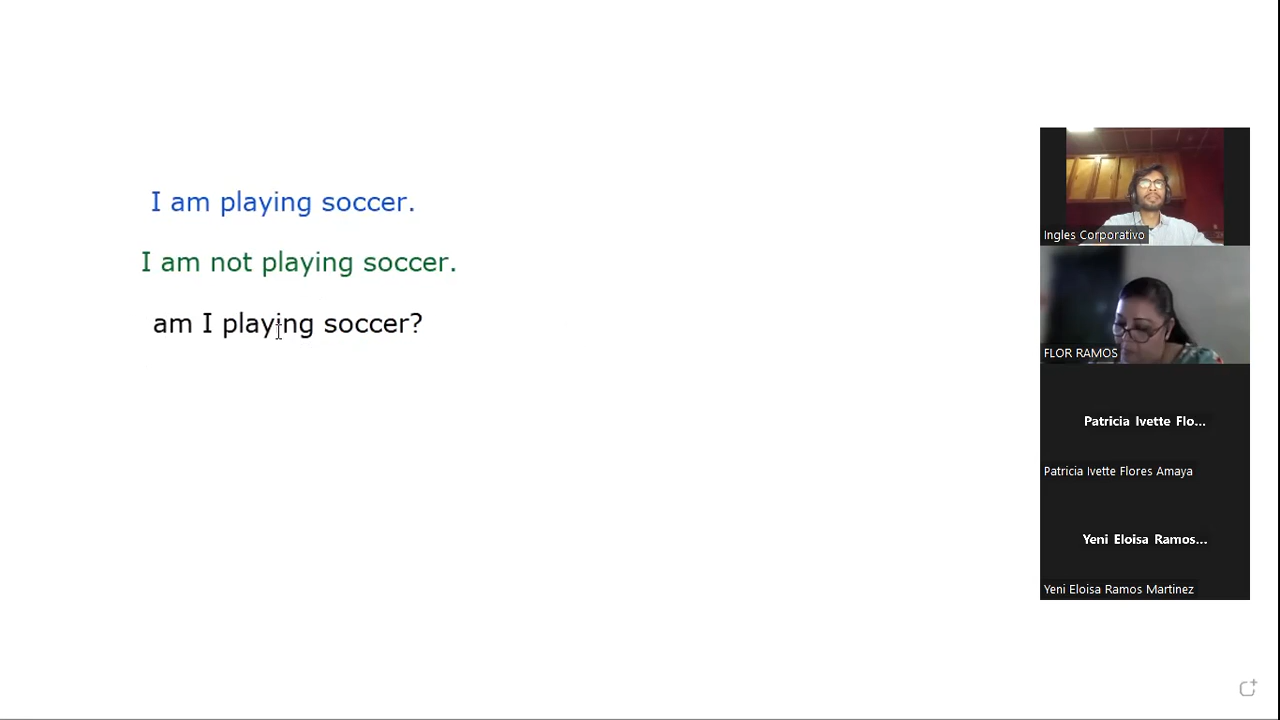 I am playing soccer.
I am not playing soccer.
am I playing soccer?
Ingles Corporativo
FLOR RAMOS
Patricia Ivette Flo...
Patricia Ivette Flores Amaya
Yeni Eloisa Ramos...
Yeni Eloisa Ramos Martinez